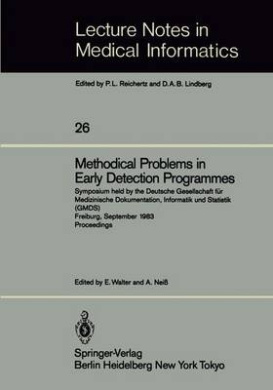 Lecture Notes in
Medical Informatics
Edited by P. L. Reichertz and D. A. B. Lindberg
26
Methodical Problems in
Early Detection Programmes
Symposium held by the Deutsche Gesellschaft für
Medizinische Dokumentation, Informatik und Statistik
(GMDS)
Freiburg, September 1983
Proceedings
Edited by E. Walter and A. Neiß
Springer-Verlag
Berlin Heidelberg New York Tokyo